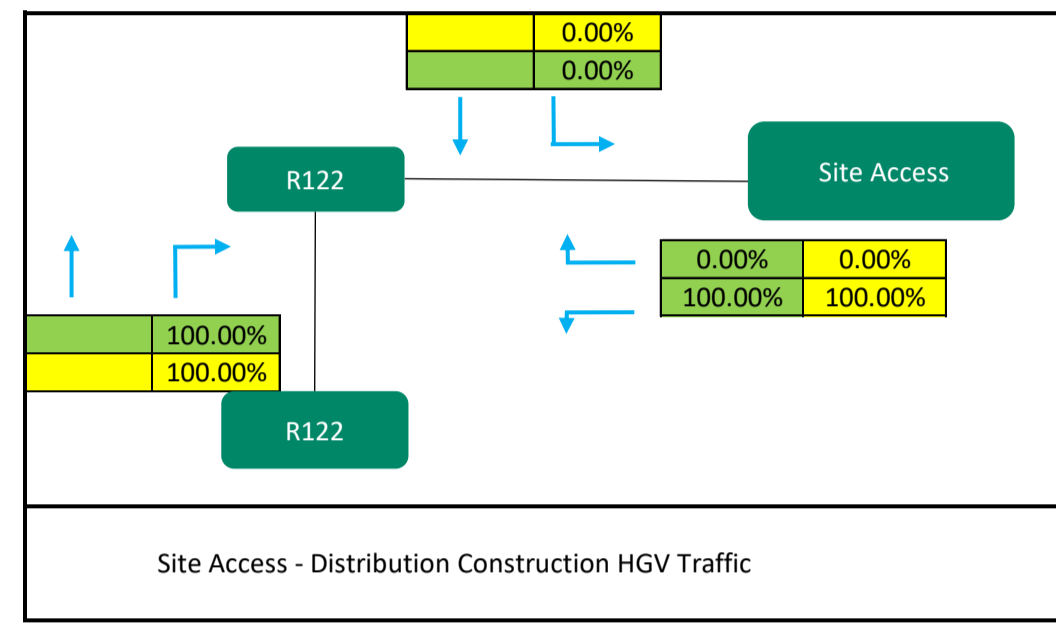 0.00%
0.00%
R122
Site Access
0.00% 0.00%
100.00% 100.00%
100.00%
100.00%
R122
Site Access - Distribution Construction HGV Traffic